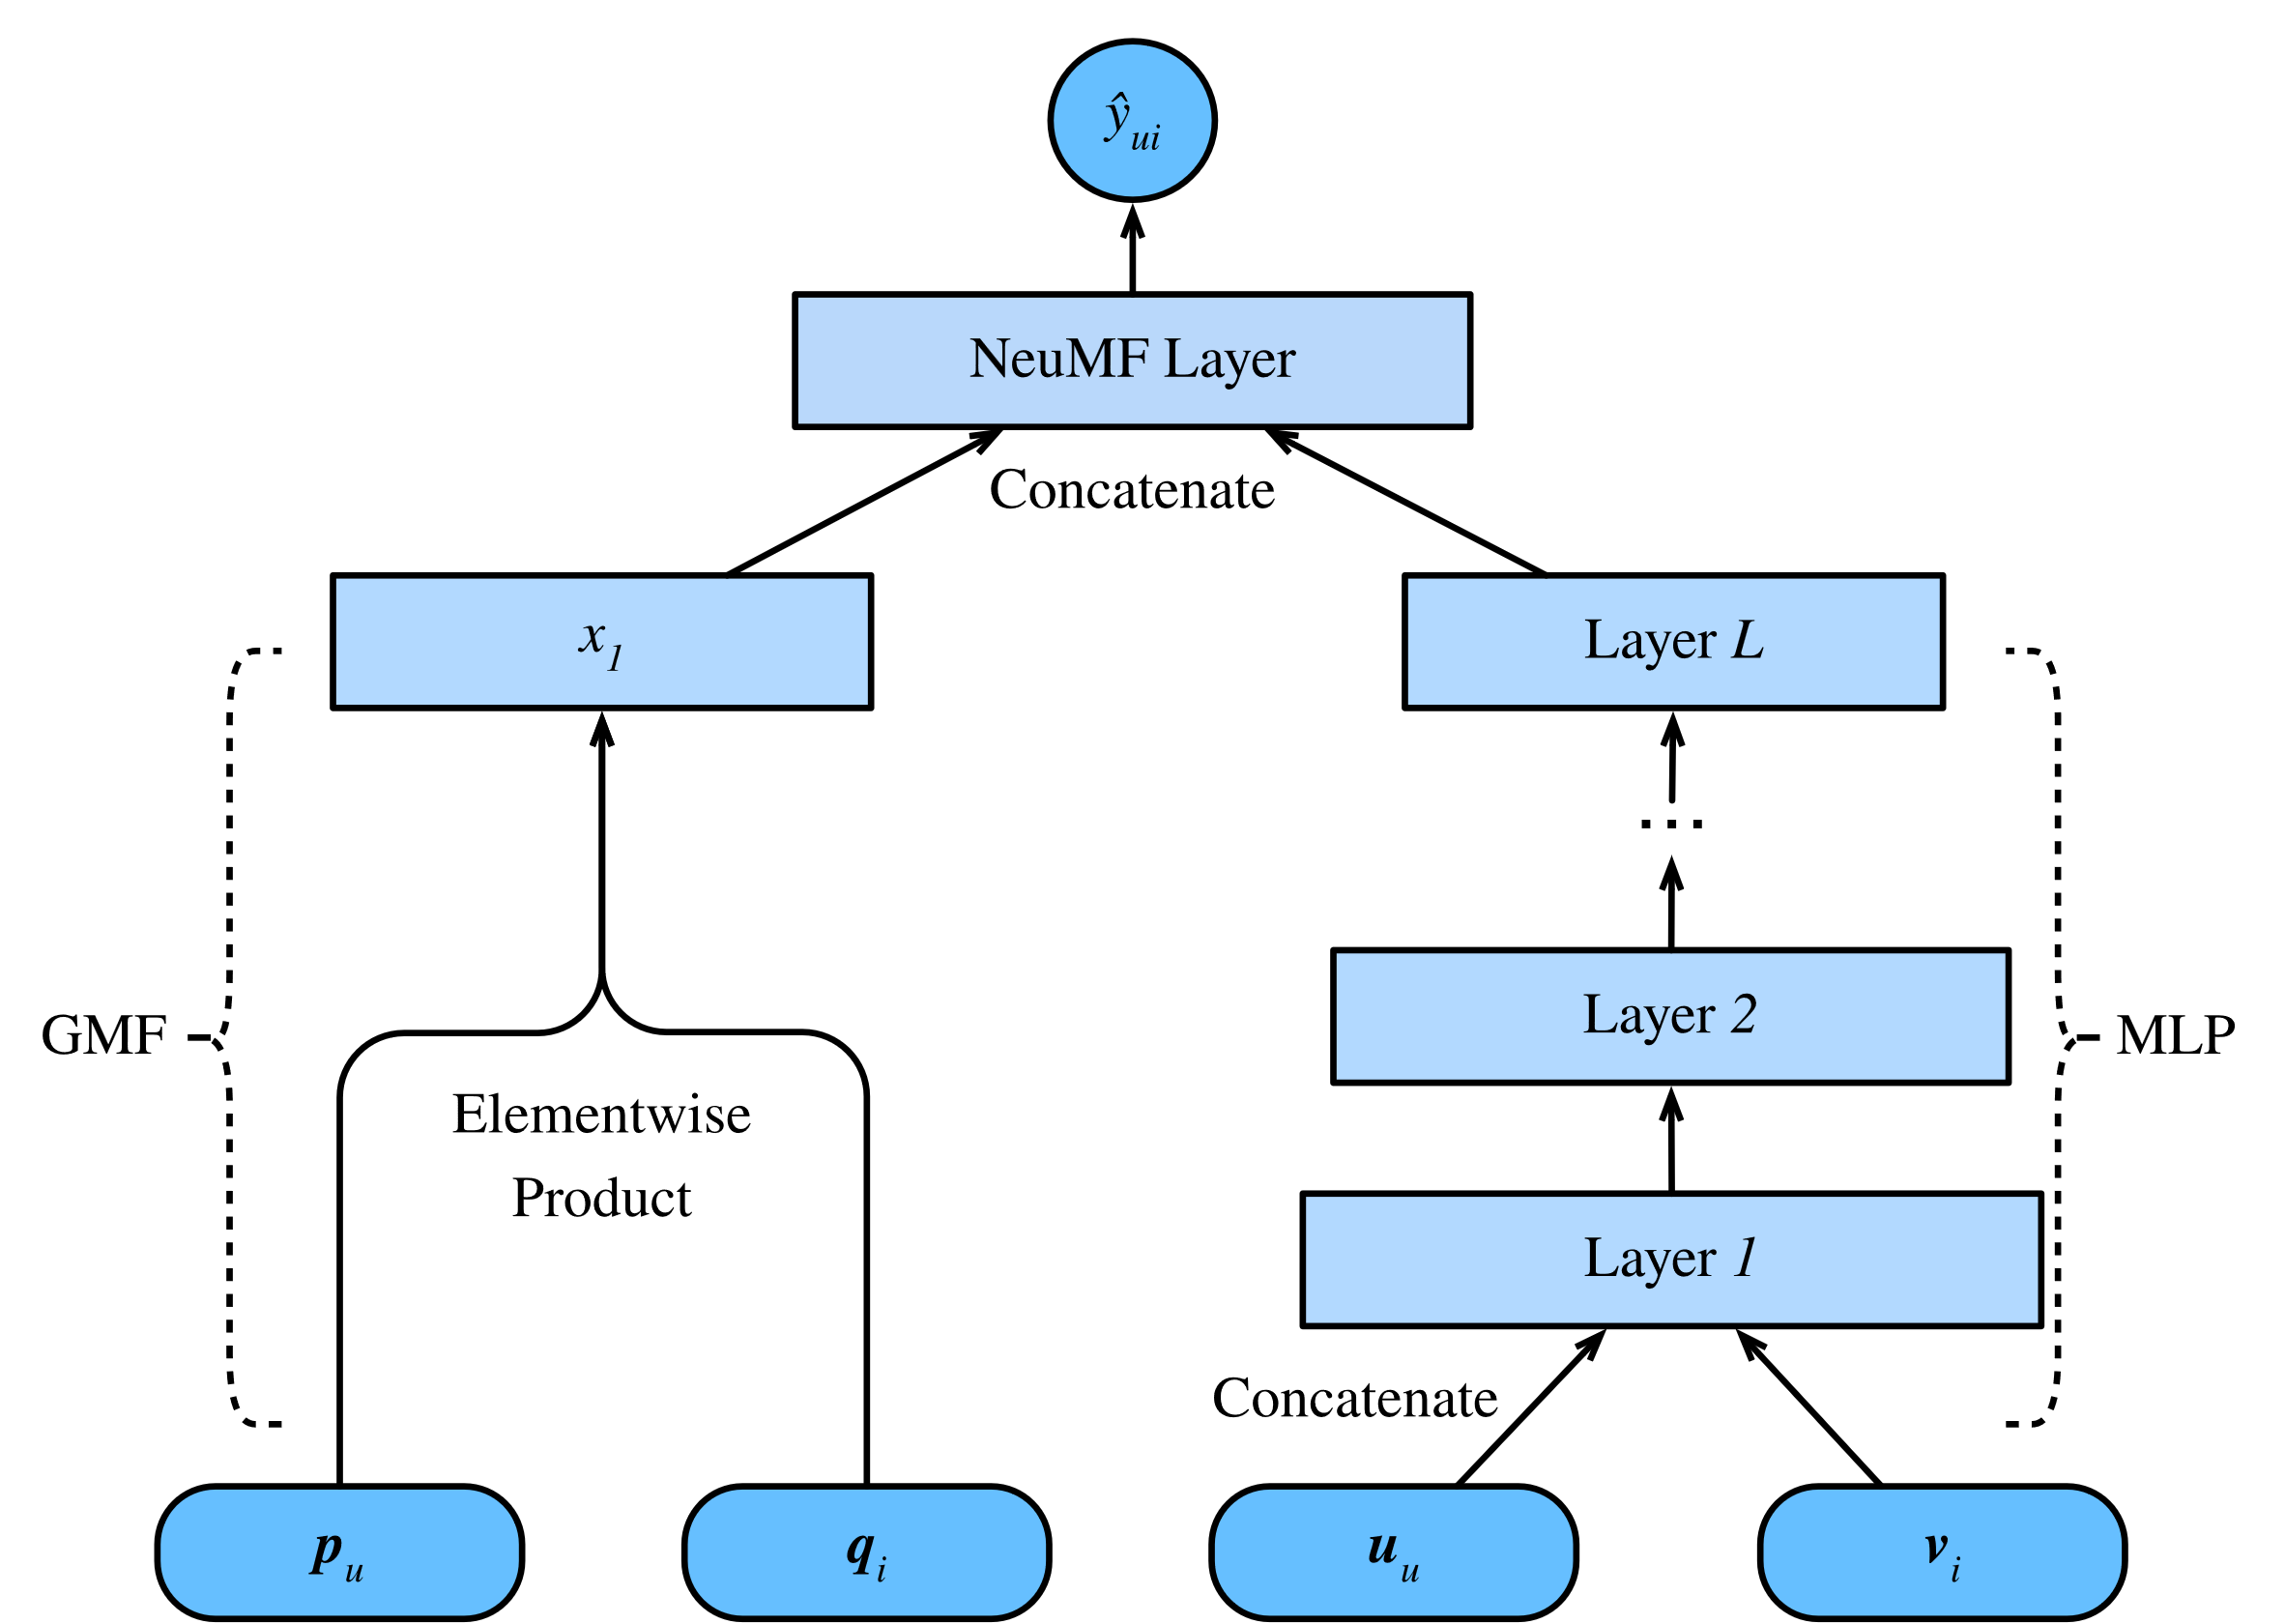 ŷui
NeuMF Layer
Concatenate
x1
Layer L
...
GMF
Layer 2
MLP
Elementwise
Product
Layer 1
Concatenate
pu
qi
uu
vi